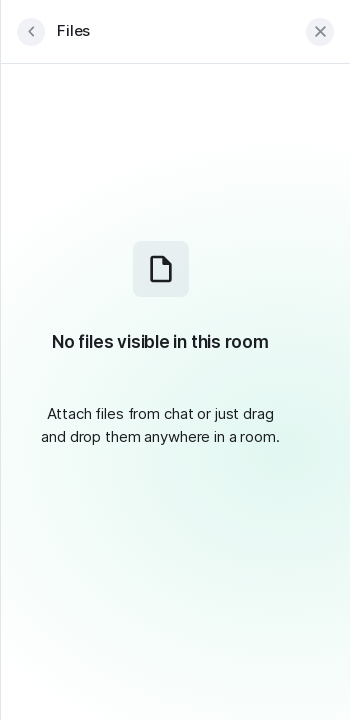 Files
No files visible in this room
Attach files from chat or just drag
and drop them anywhere in a room.